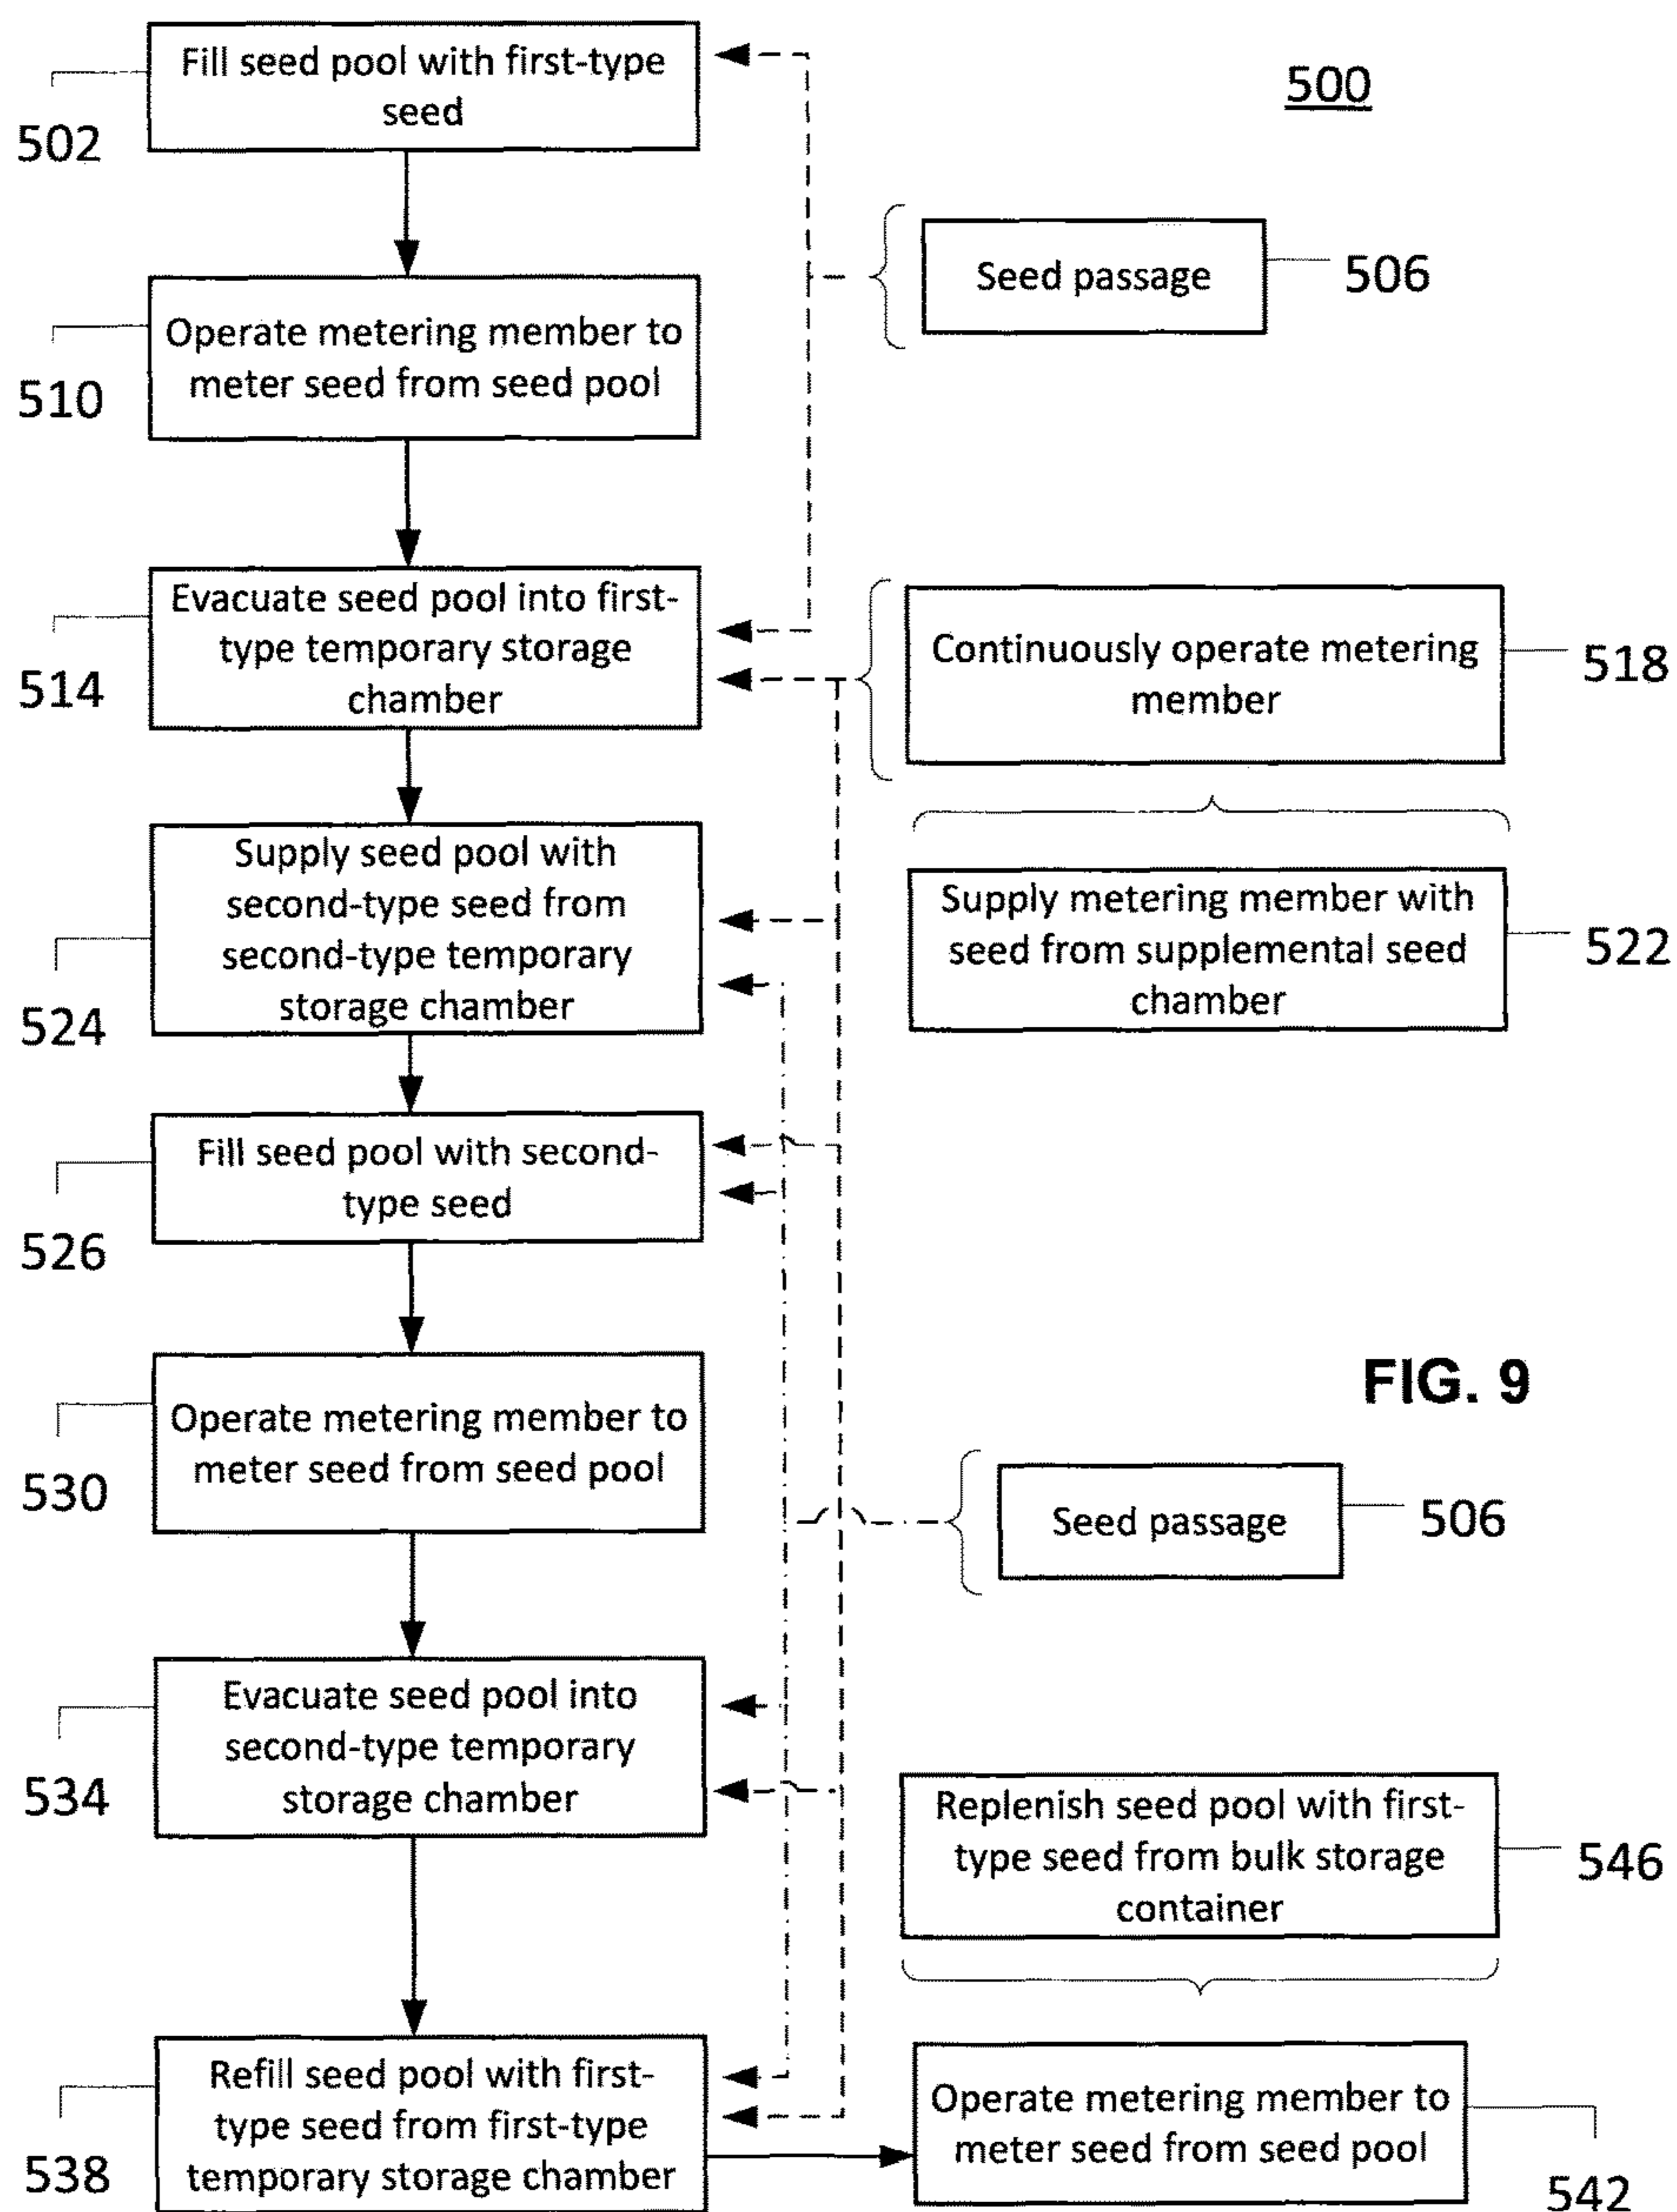 500
Fill seed pool with first-type
seed
502
Seed passage
506
Operate metering member to
meter seed from seed pool
510
Evacuate seed pool into first-
type temporary storage
chamber
514
Continuously operate metering
member
518
Supply seed pool with
second-type seed from
second-type temporary
storage chamber
524
Supply metering member with
seed from supplemental seed
chamber
522
Fill seed pool with second-
type seed
526
Operate metering member to
meter seed from seed pool
530
FIG. 9
Seed passage
506
Evacuate seed pool into
second-type temporary
storage chamber
534
Replenish seed pool with first-
type seed from bulk storage
container
546
Refill seed pool with first-
type seed from first-type
temporary storage chamber
538
Operate metering member to
meter seed from seed pool
542